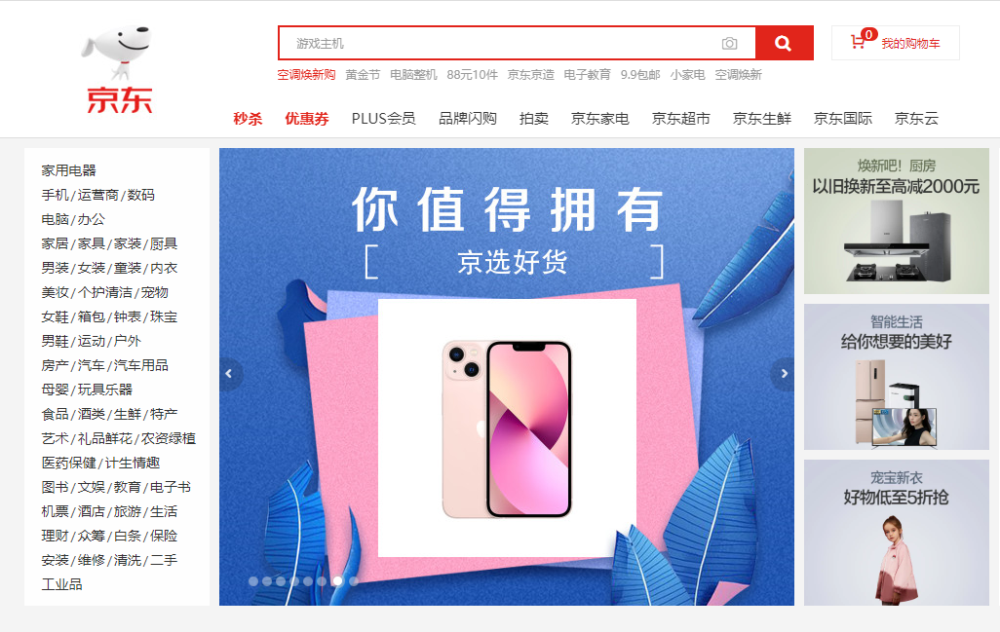 京东
游戏主机
0
我的购物车
空调焕新购 黄金节 电脑整机 88元10件 京东京造 电子教育 9.9包邮 小家电 空调焕新
秒杀 优惠券 PLUS会员 品牌闪购 拍卖 京东家电 京东超市 京东生鲜 京东国际 京东云
家用电器
手机/运营商/数码
电脑/办公
家居/家具/家装/厨具
男装/女装/童装/内衣
美妆/个护清洁/宠物
女鞋/箱包/钟表/珠宝
男鞋/运动/户外
房产/汽车/汽车用品
母婴/玩具乐器
食品/酒类/生鲜/特产
艺术/礼品鲜花/农资绿植
医药保健/计生情趣
图书/文娱/教育/电子书
机票/酒店/旅游/生活
理财/众筹/白条/保险
安装/维修/清洗/二手
工业品
你值得拥有
京选好货
焕新吧！厨房
以旧换新至高减2000元
智能生活
给你想要的美好
宠宝新衣
好物低至5折抢